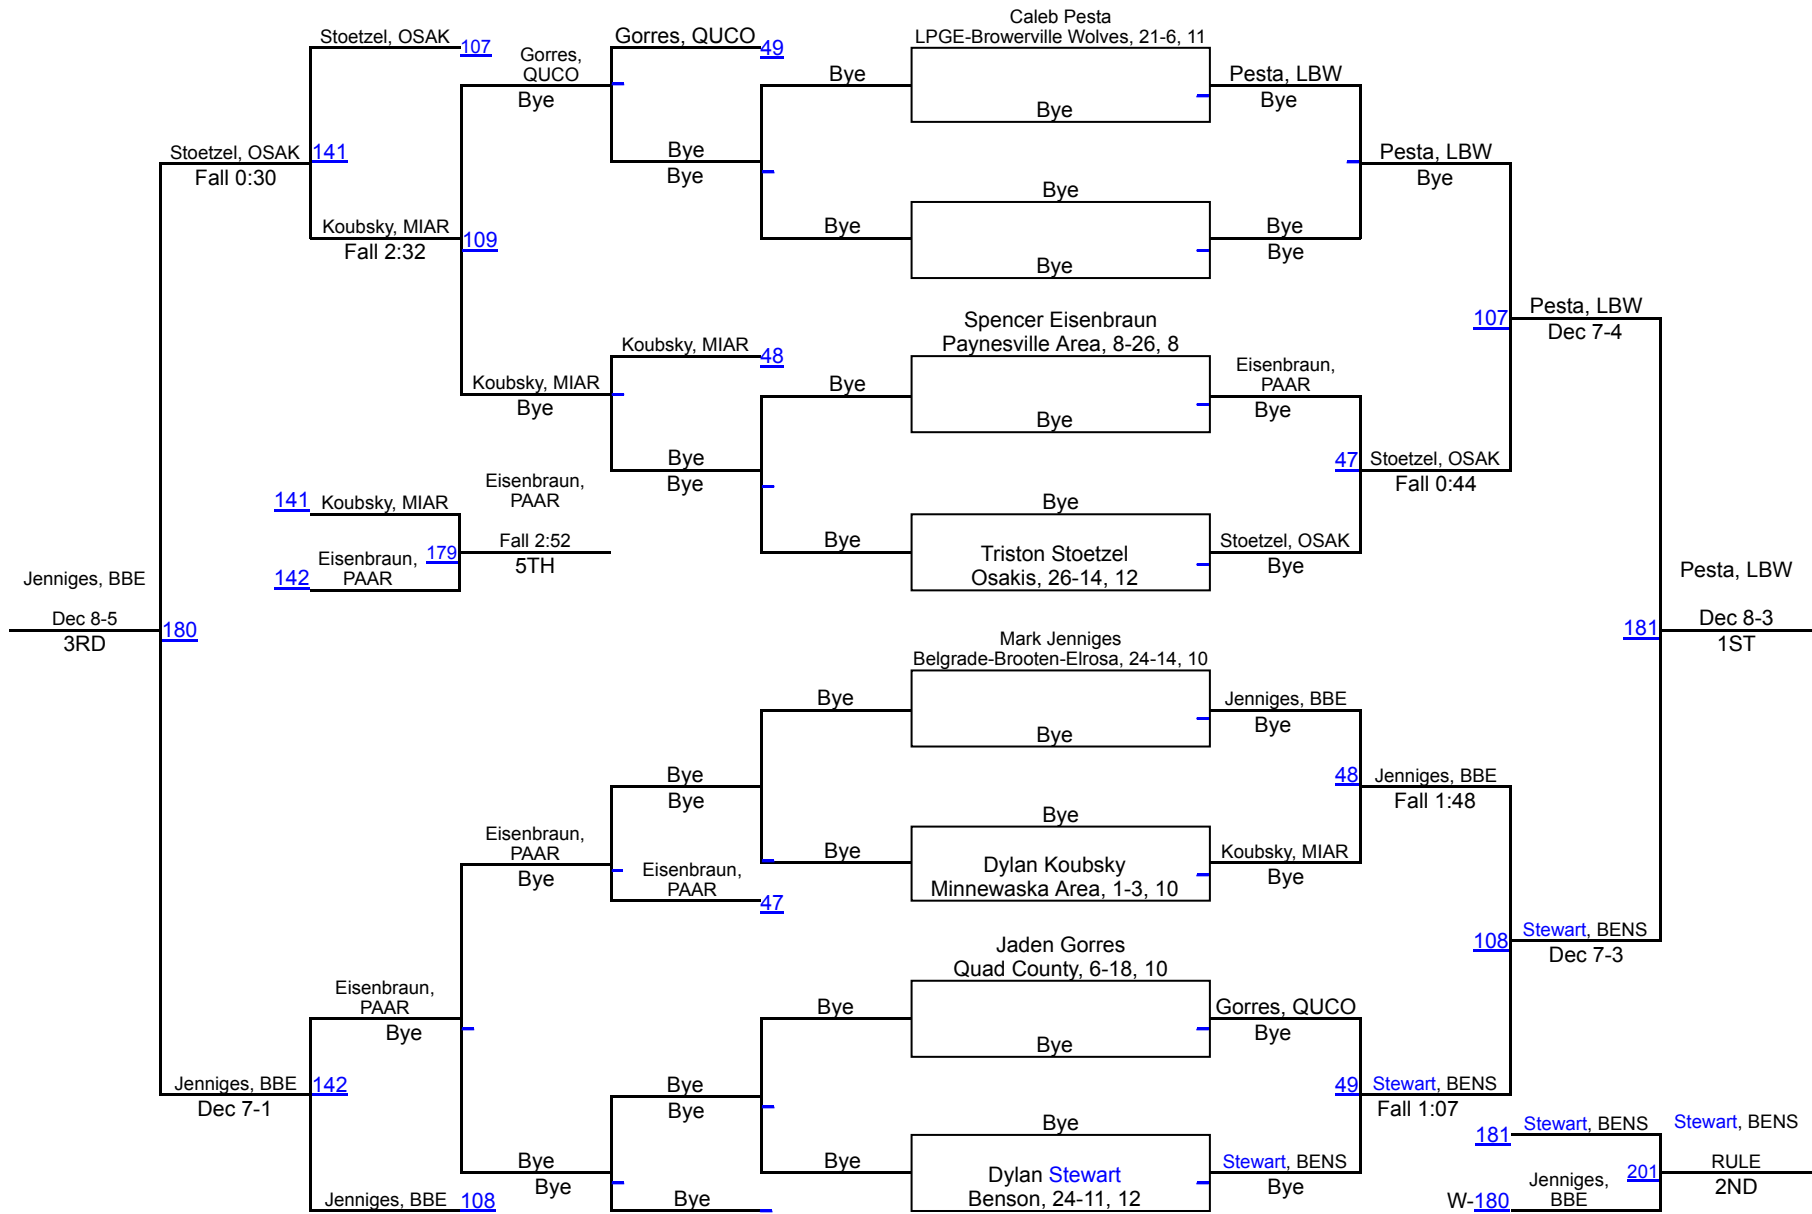 Caleb Pesta
LPGE-Browerville Wolves, 21-6, 11
Stoetzel, OSAK 107
Gorres, QUCO 49
Gorres,
QUCO
Bye
Bye
Bye
Pesta, LBW
Bye
Stoetzel, OSAK 141
Fall 0:30
Bye
Bye
Pesta, LBW
Bye
Koubsky, MIAR
Fall 2:32
109
Bye
Bye
Bye
Bye
Bye
Pesta, LBW
Dec 7-4
107
Spencer Eisenbraun
Paynesville Area, 8-26, 8
Koubsky, MIAR 48
Koubsky, MIAR
Bye
Bye
Bye
Eisenbraun,
PAAR
Bye
Bye
Bye
47 Stoetzel, OSAK
Fall 0:44
141 Koubsky, MIAR
Eisenbraun,
PAAR
Bye
142 Eisenbraun,
PAAR
179
Fall 2:52
5TH
Bye
Triston Stoetzel
Osakis, 26-14, 12
Stoetzel, OSAK
Bye
Jenniges, BBE
Dec 8-5
3RD
180
Pesta, LBW
181
Dec 8-3
1ST
Mark Jenniges
Belgrade-Brooten-Elrosa, 24-14, 10
Bye
Bye
Jenniges, BBE
Bye
Bye
Bye
48 Jenniges, BBE
Fall 1:48
Eisenbraun,
PAAR
Bye
Eisenbraun,
PAAR
47
Bye
Bye
Dylan Koubsky
Minnewaska Area, 1-3, 10
Koubsky, MIAR
Bye
108
Stewart, BENS
Dec 7-3
Jaden Gorres
Quad County, 6-18, 10
Eisenbraun,
PAAR
Bye
Bye
Bye
Gorres, QUCO
Bye
Jenniges, BBE 142
Dec 7-1
Bye
Bye
49 Stewart, BENS
Fall 1:07
Bye
Bye
Bye
Bye
Bye
Dylan Stewart
Benson, 24-11, 12
Stewart, BENS
Bye
Jenniges, BBE 108
181 Stewart, BENS
Stewart, BENS
W-180
Jenniges,
BBE
201
RULE
2ND